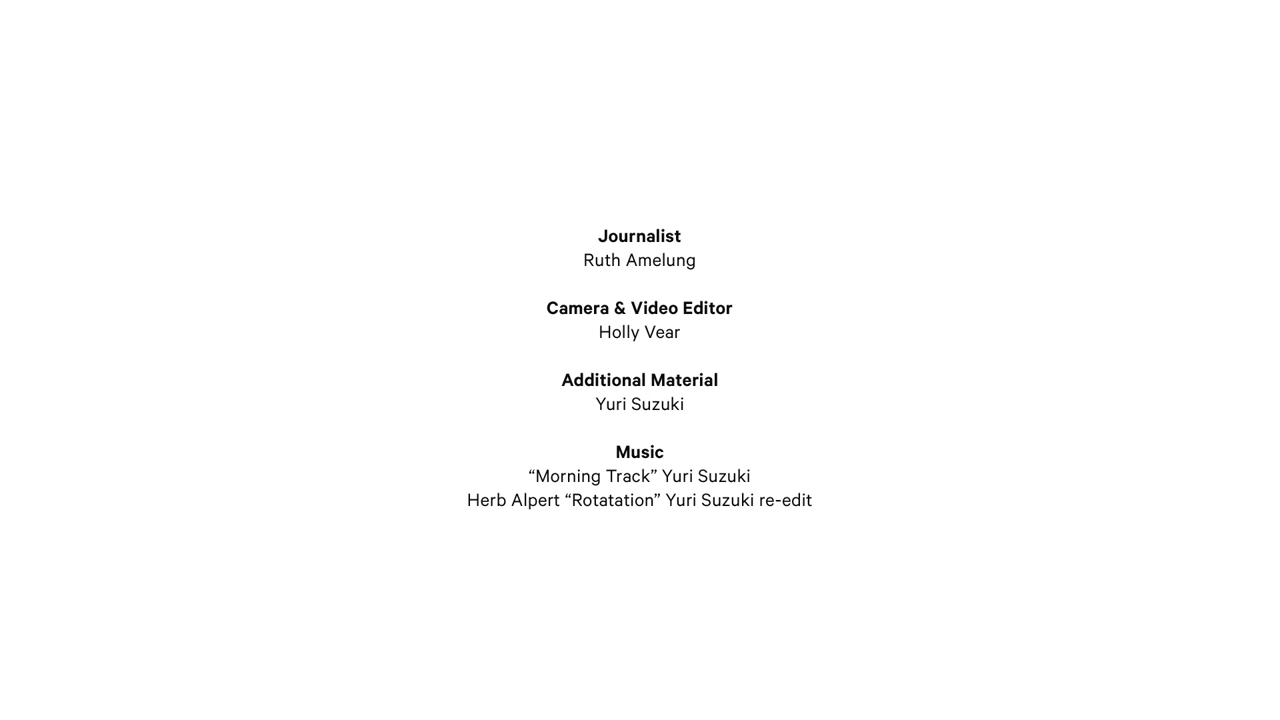 Journalist
Ruth Amelung
Camera & Video Editor
Holly Vear
Additional Material
Yuri Suzuki
Music
“Morning Track” Yuri Suzuki
Herb Alpert “Rotatation” Yuri Suzuki re-edit